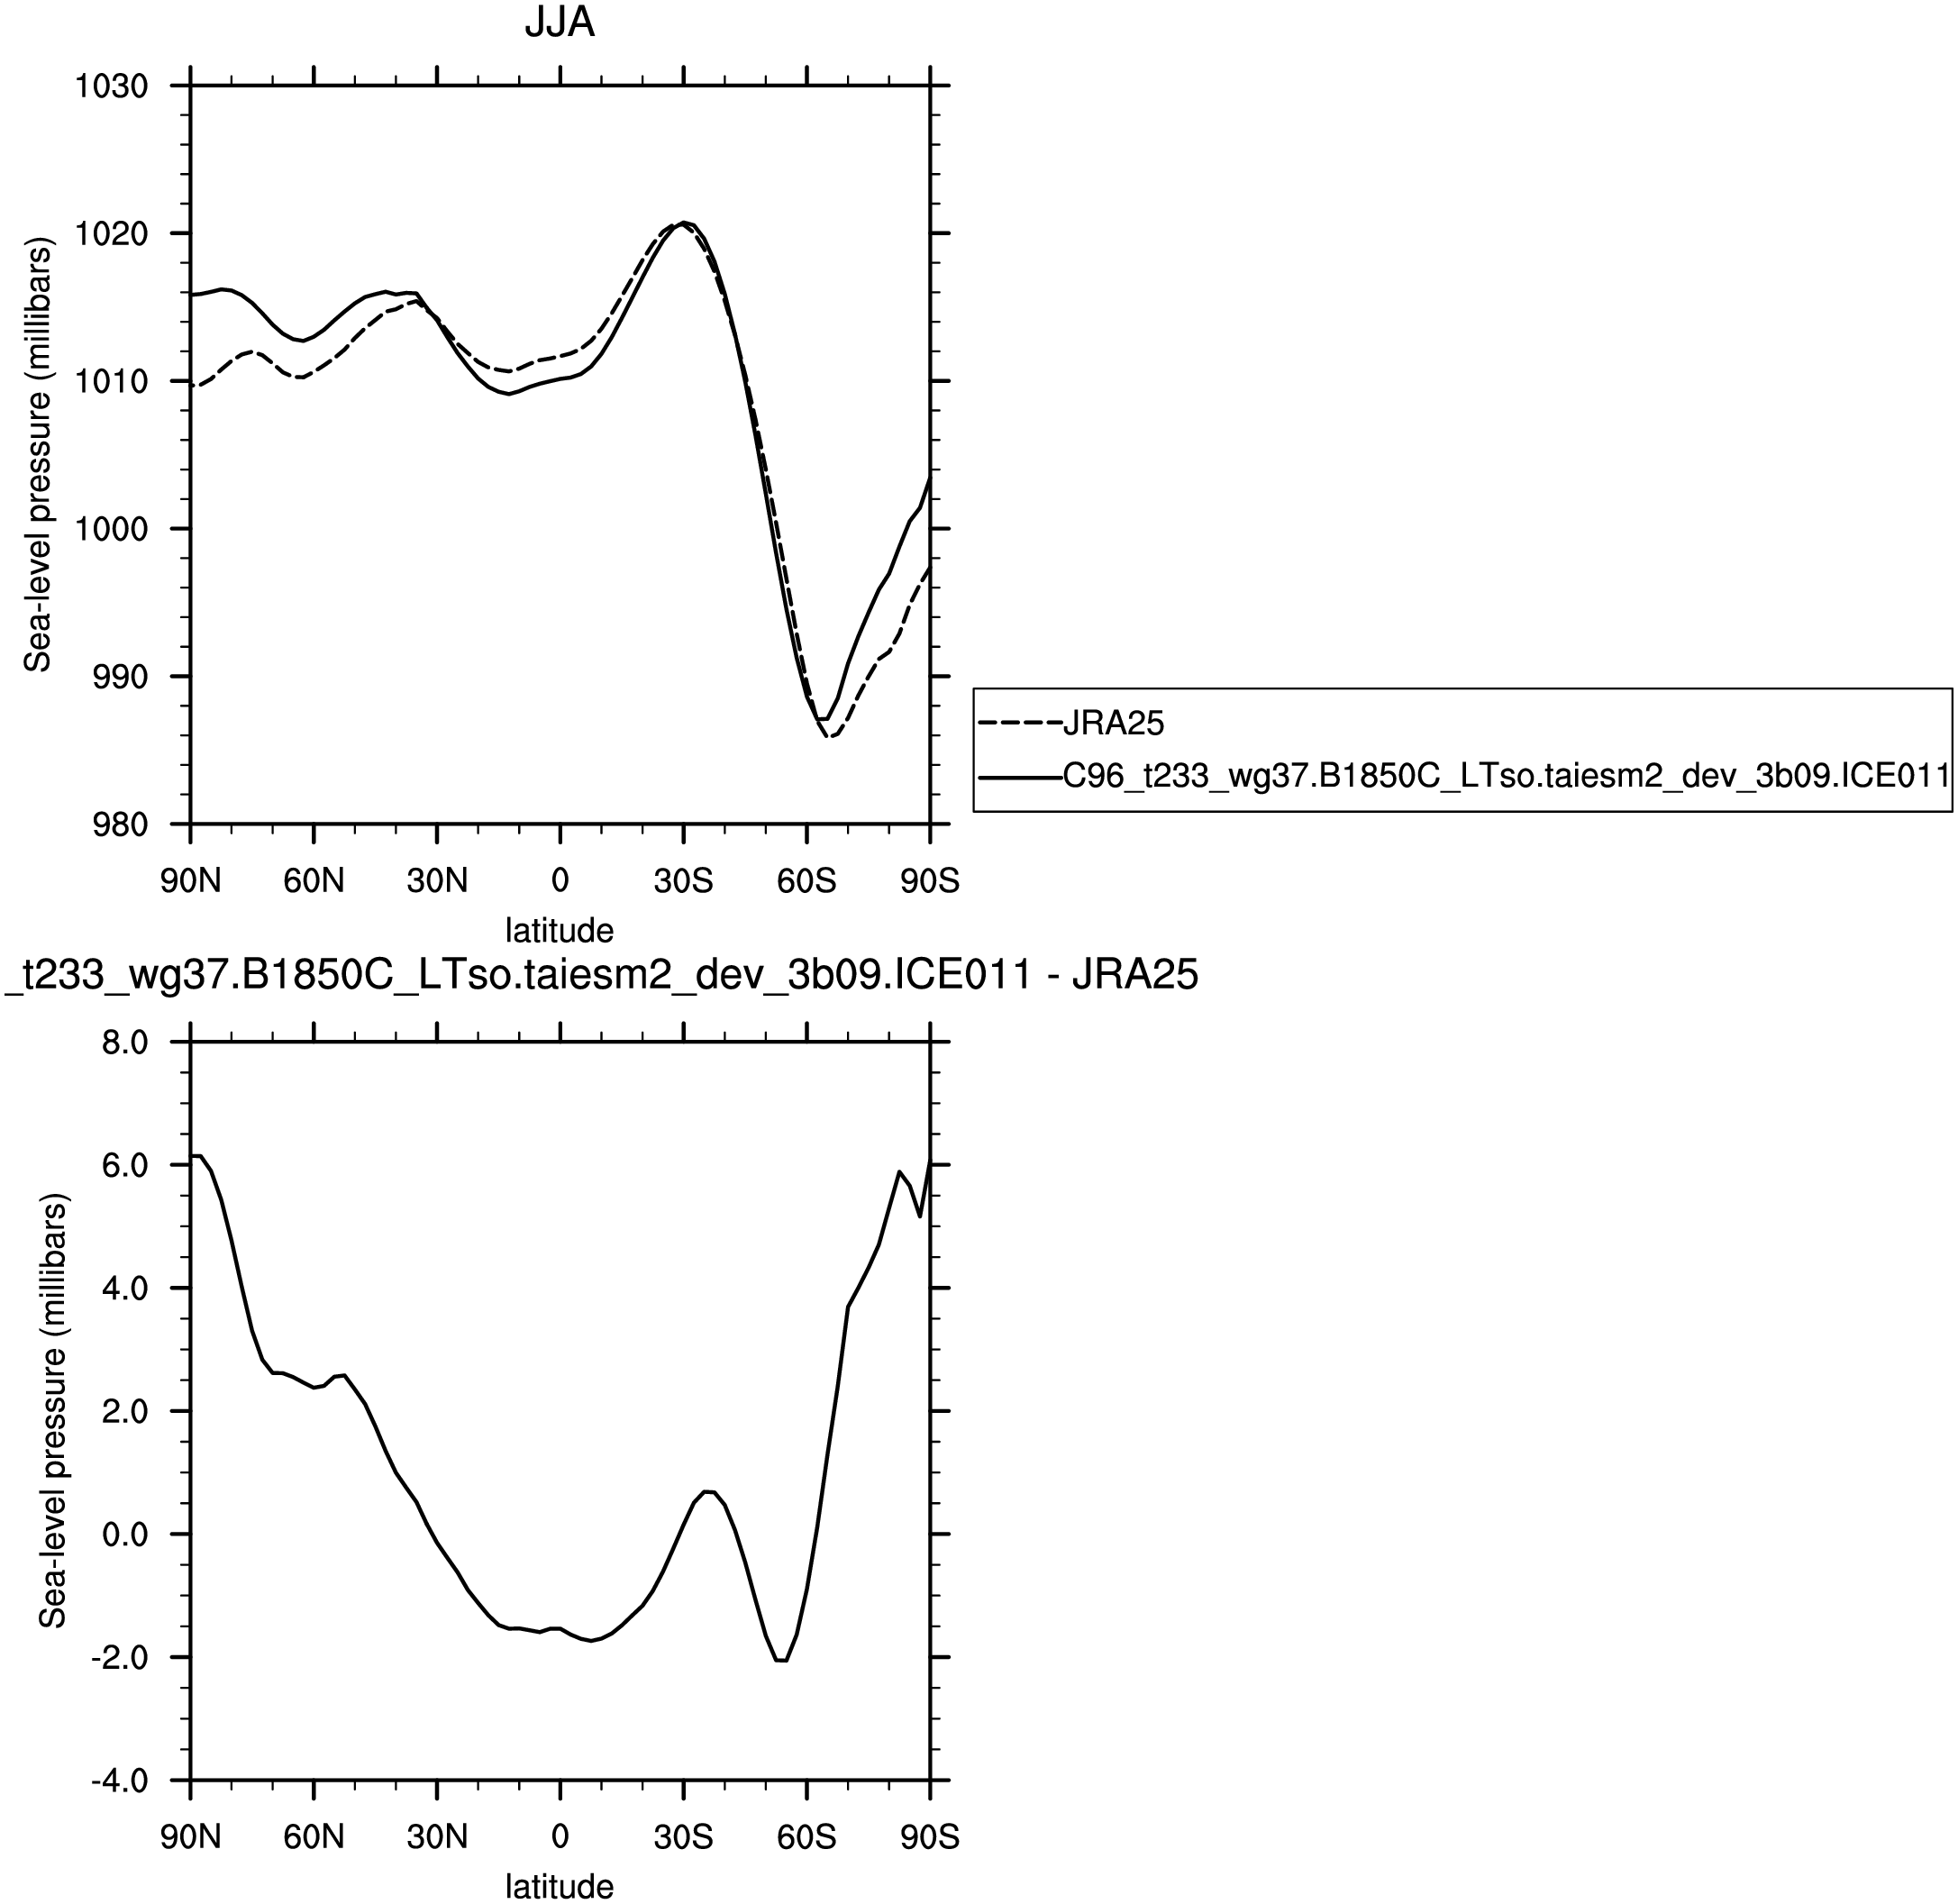 JJA
1030
1020
1010
1000
990
980
Sea-level pressure (millibars)
90N 60N 30N 0 30S 60S 90S
latitude
JRA25
C96_t233_wg37.B1850C_LTso.taiesm2_dev_3b09.ICE011
_t233_wg37.B1850C_LTso.taiesm2_dev_3b09.ICE011 - JRA25
8.0
6.0
4.0
2.0
0.0
-2.0
-4.0
Sea-level pressure (millibars)
90N 60N 30N 0 30S 60S 90S
latitude